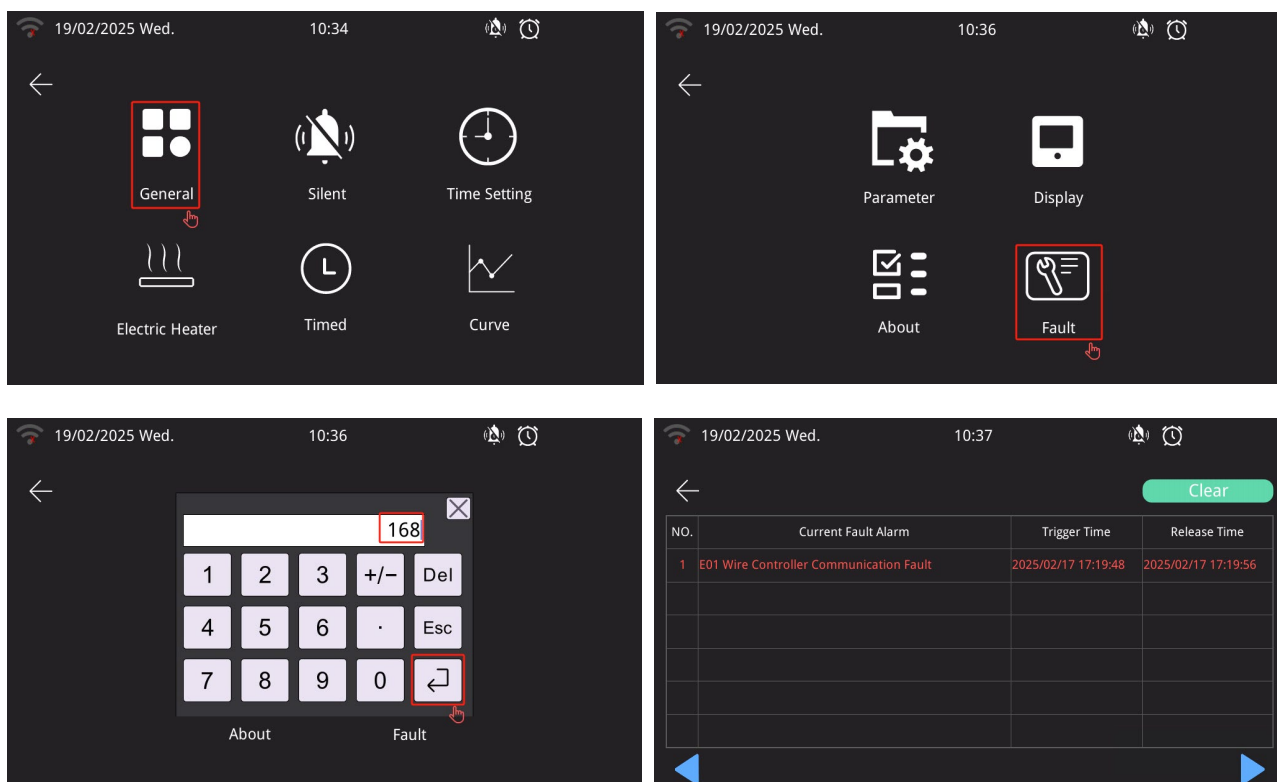 19/02/2025 Wed. 10:34
General Silent Time Setting
Electric Heater Timed Curve
19/02/2025 Wed. 10:36
Parameter Display
About Fault
19/02/2025 Wed. 10:36
168
1 2 3 +/− Del
4 5 6 · Esc
7 8 9 0
About Fault
19/02/2025 Wed. 10:37
Clear
NO. Current Fault Alarm Trigger Time Release Time
1 E01 Wire Controller Communication Fault 2025/02/17 17:19:48 2025/02/17 17:19:56